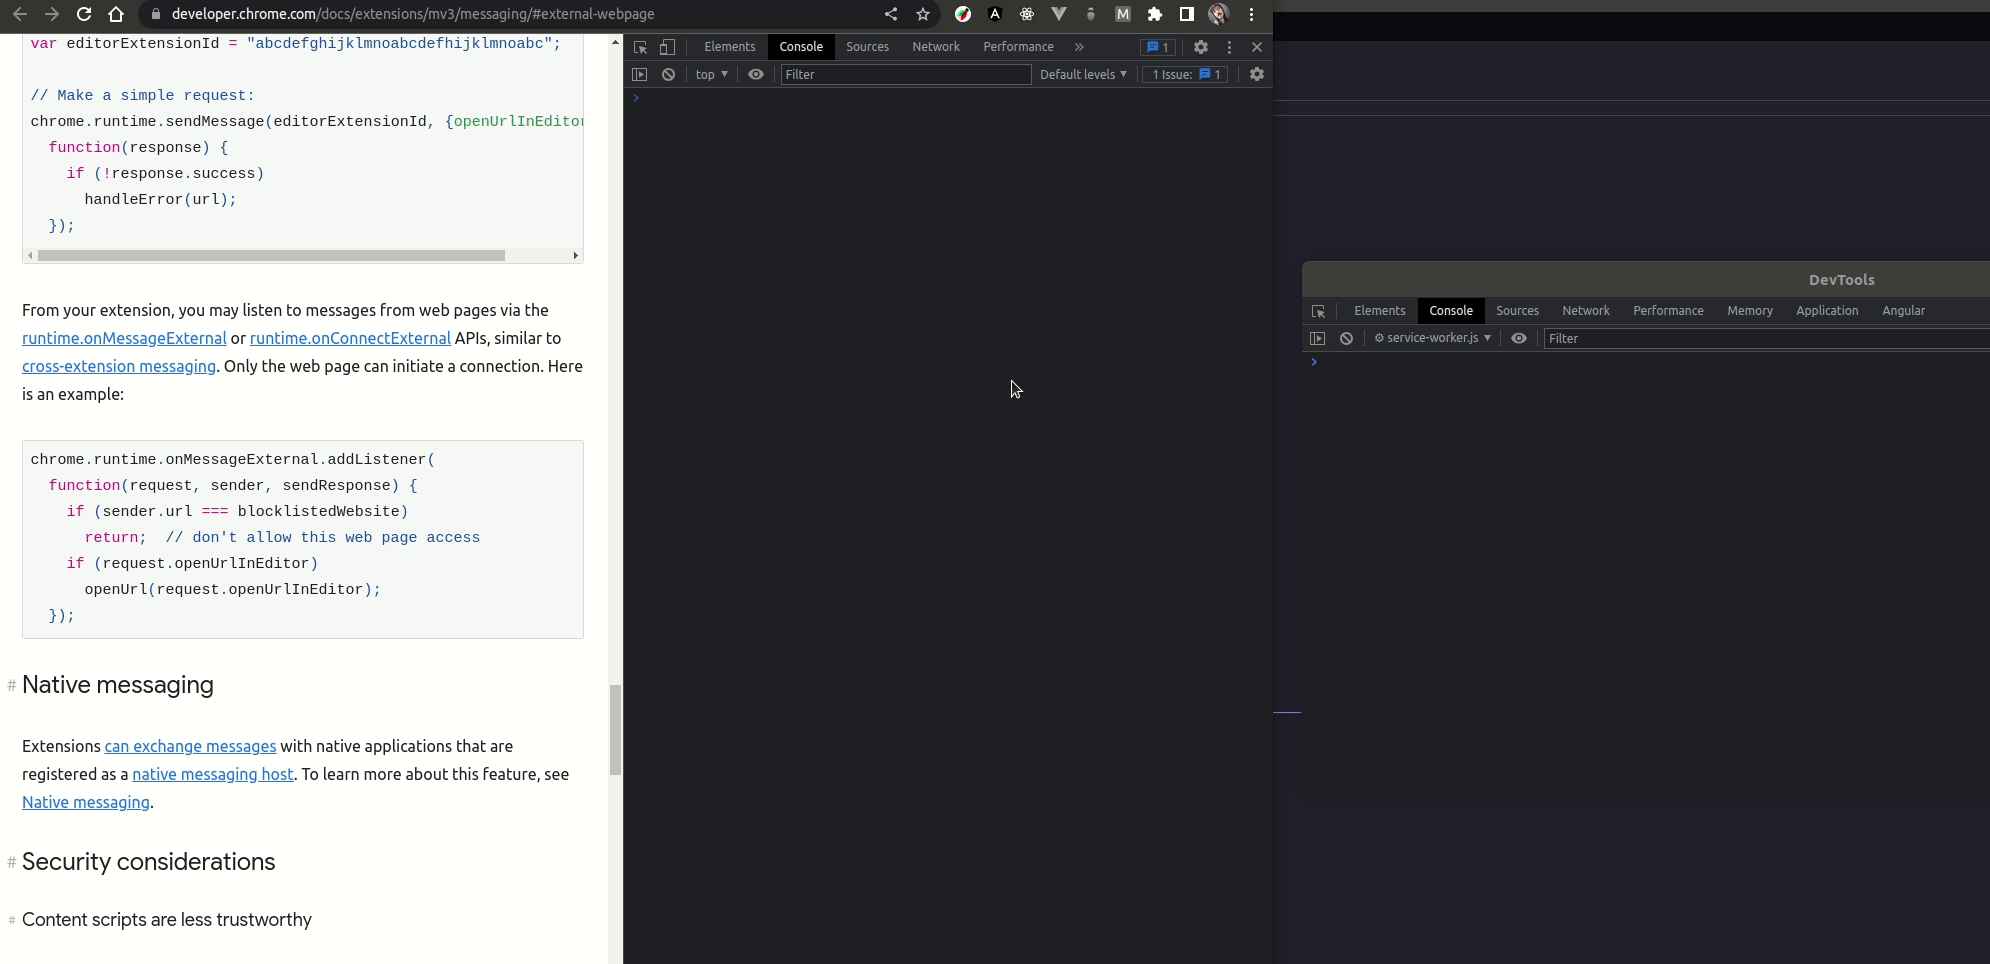 developer.chrome.com/docs/extensions/mv3/messaging/#external-webpage
A
M
var editorExtensionId = "abcdefghijklmnoabcdefhijklmnoabc";
// Make a simple request:
chrome.runtime.sendMessage(editorExtensionId, {openUrlInEditor
function(response) {
if (!response.success)
handleError(url);
});
From your extension, you may listen to messages from web pages via the
runtime.onMessageExternal or runtime.onConnectExternal APIs, similar to
cross-extension messaging. Only the web page can initiate a connection. Here
is an example:
chrome.runtime.onMessageExternal.addListener(
function(request, sender, sendResponse) {
if (sender.url === blocklistedWebsite)
return;  // don't allow this web page access
if (request.openUrlInEditor)
openUrl(request.openUrlInEditor);
});
# Native messaging
Extensions can exchange messages with native applications that are
registered as a native messaging host. To learn more about this feature, see
Native messaging.
# Security considerations
# Content scripts are less trustworthy
Elements Console Sources Network Performance » 1
top ▼ Filter Default levels ▼ 1 Issue: 1
>
DevTools
Elements Console Sources Network Performance Memory Application Angular
service-worker.js ▼ Filter
>